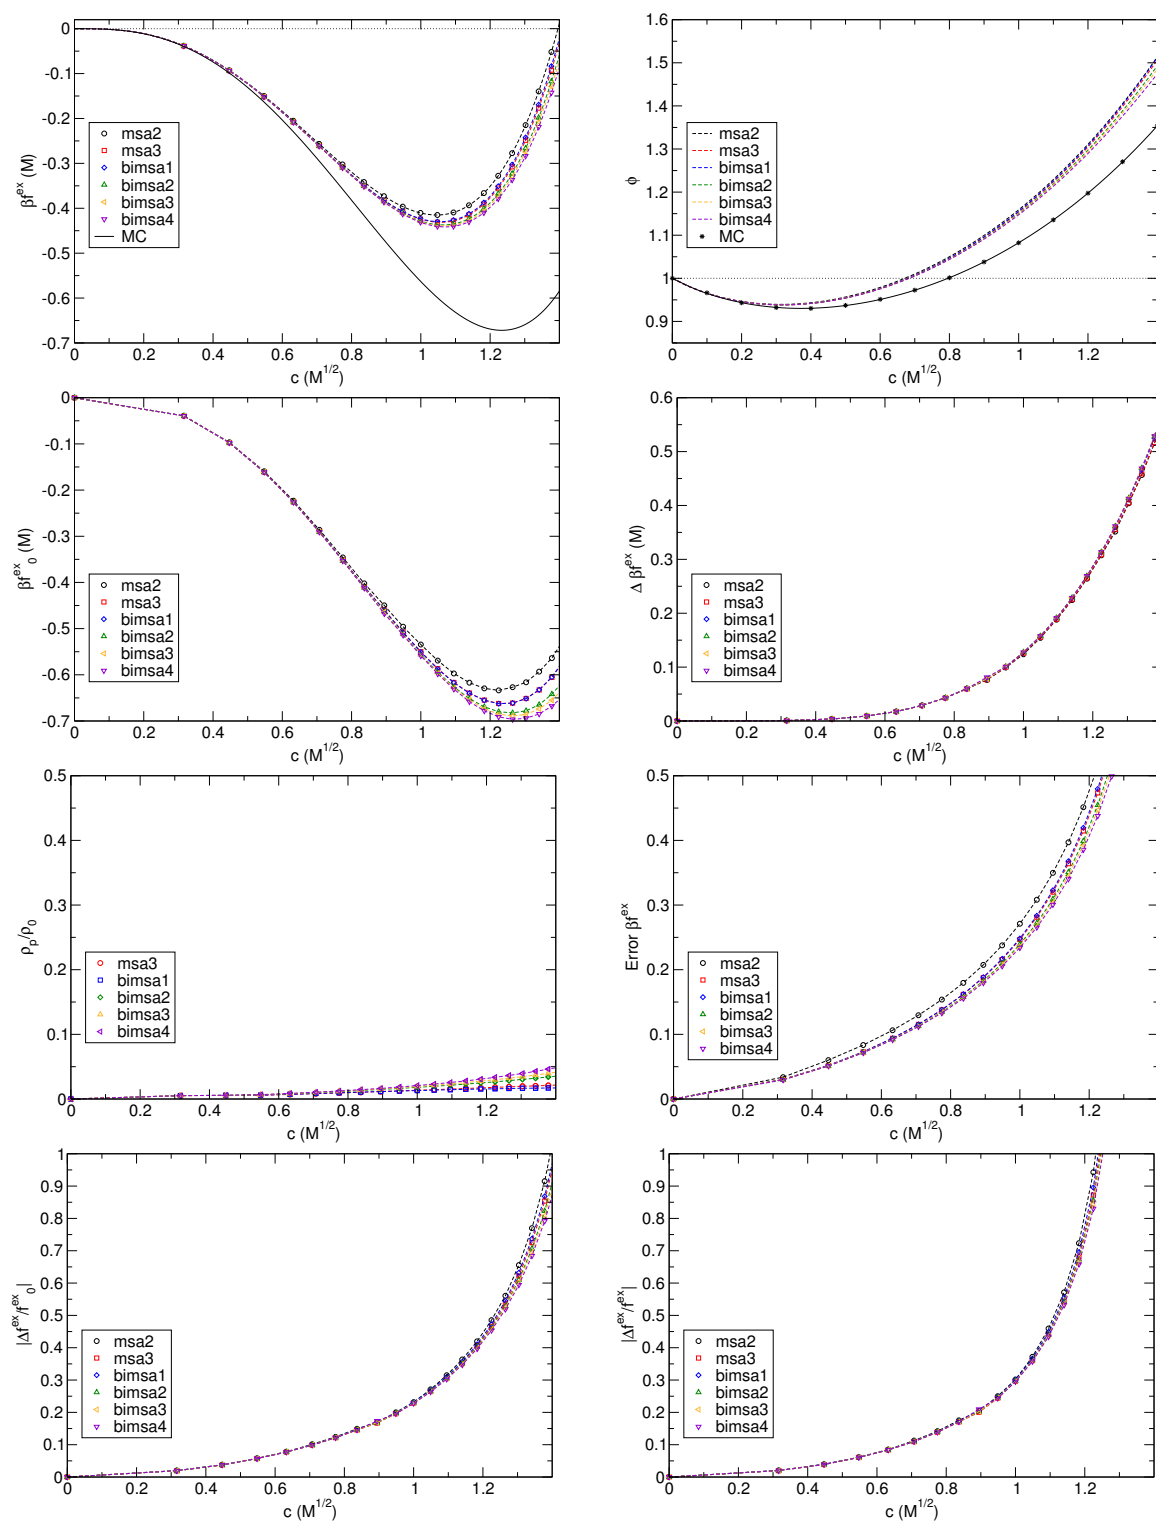 0
-0.1
-0.2
-0.3
-0.4
-0.5
-0.6
-0.7
βf^ex (M)
msa2
msa3
bimsa1
bimsa2
bimsa3
bimsa4
MC
0 0.2 0.4 0.6 0.8 1 1.2
c (M^1/2)
1.6
1.5
1.4
1.3
1.2
1.1
1
0.9
ϕ
msa2
msa3
bimsa1
bimsa2
bimsa3
bimsa4
MC
0 0.2 0.4 0.6 0.8 1 1.2
c (M^1/2)
0
-0.1
-0.2
-0.3
-0.4
-0.5
-0.6
-0.7
βf^ex_0 (M)
msa2
msa3
bimsa1
bimsa2
bimsa3
bimsa4
0 0.2 0.4 0.6 0.8 1 1.2
c (M^1/2)
0.6
0.5
0.4
0.3
0.2
0.1
0
Δ βf^ex (M)
msa2
msa3
bimsa1
bimsa2
bimsa3
bimsa4
0 0.2 0.4 0.6 0.8 1 1.2
c (M^1/2)
0.5
0.4
0.3
0.2
0.1
0
ρ_p/ρ_0
msa3
bimsa1
bimsa2
bimsa3
bimsa4
0 0.2 0.4 0.6 0.8 1 1.2
c (M^1/2)
0.5
0.4
0.3
0.2
0.1
0
Error βf^ex
msa2
msa3
bimsa1
bimsa2
bimsa3
bimsa4
0 0.2 0.4 0.6 0.8 1 1.2
c (M^1/2)
1
0.9
0.8
0.7
0.6
0.5
0.4
0.3
0.2
0.1
0
|Δf^ex/f^ex_0|
msa2
msa3
bimsa1
bimsa2
bimsa3
bimsa4
0 0.2 0.4 0.6 0.8 1 1.2
c (M^1/2)
1
0.9
0.8
0.7
0.6
0.5
0.4
0.3
0.2
0.1
0
|Δf^ex/f^ex|
msa2
msa3
bimsa1
bimsa2
bimsa3
bimsa4
0 0.2 0.4 0.6 0.8 1 1.2
c (M^1/2)